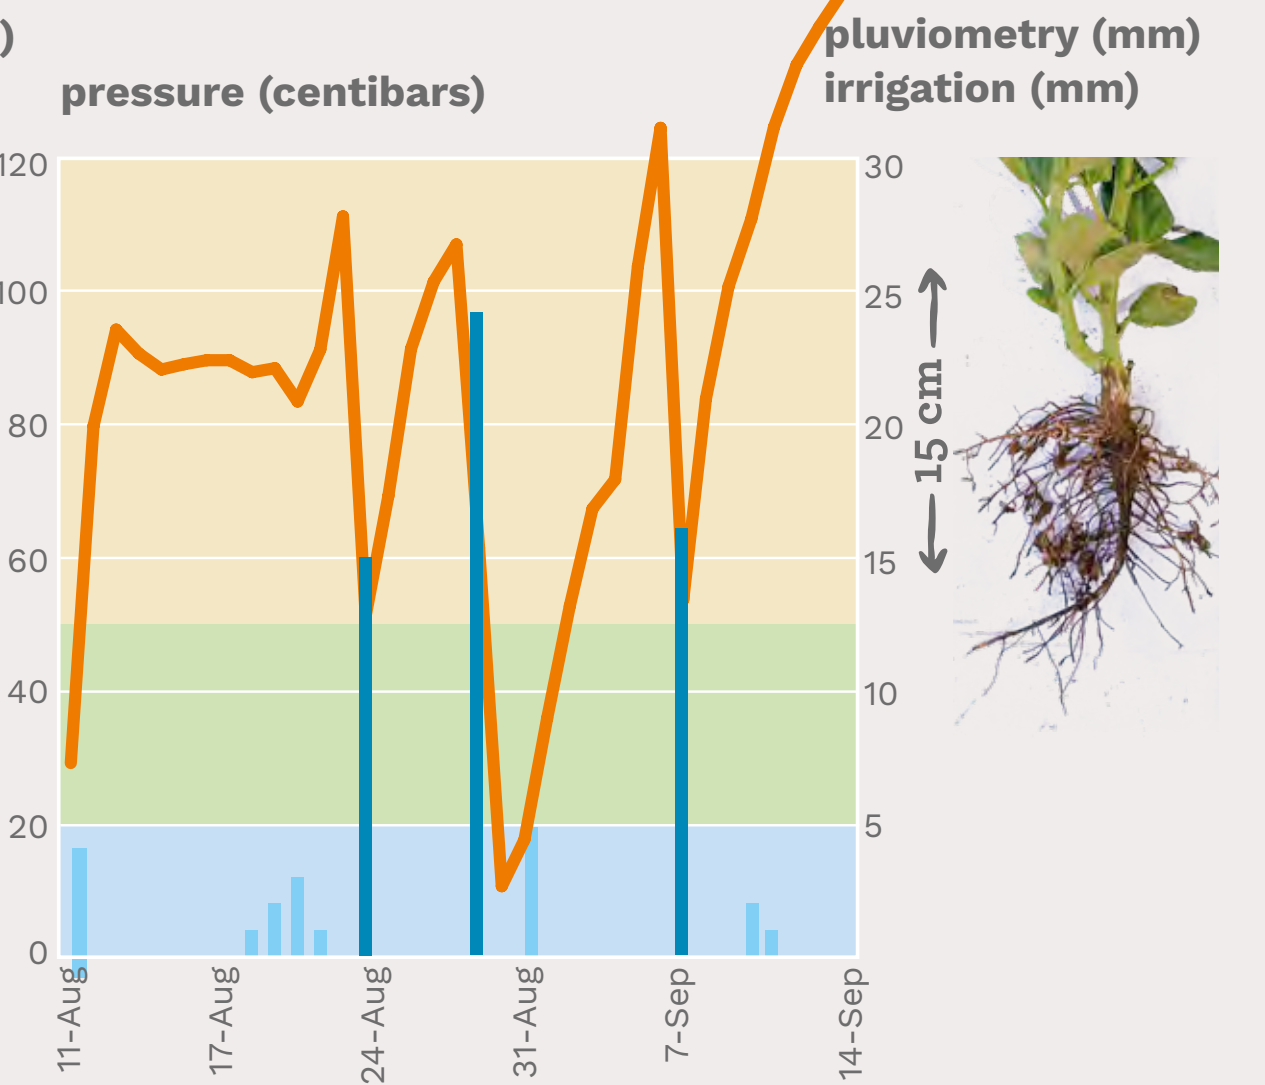 )
pressure (centibars)
pluviometry (mm)
irrigation (mm)
120
100
80
60
40
20
0
30
25
20
15
10
5
15 cm
11-Aug
17-Aug
24-Aug
31-Aug
7-Sep
14-Sep